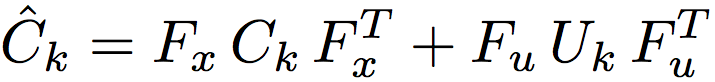 Ĉ_k = F_x C_k F_x^T + F_u U_k F_u^T